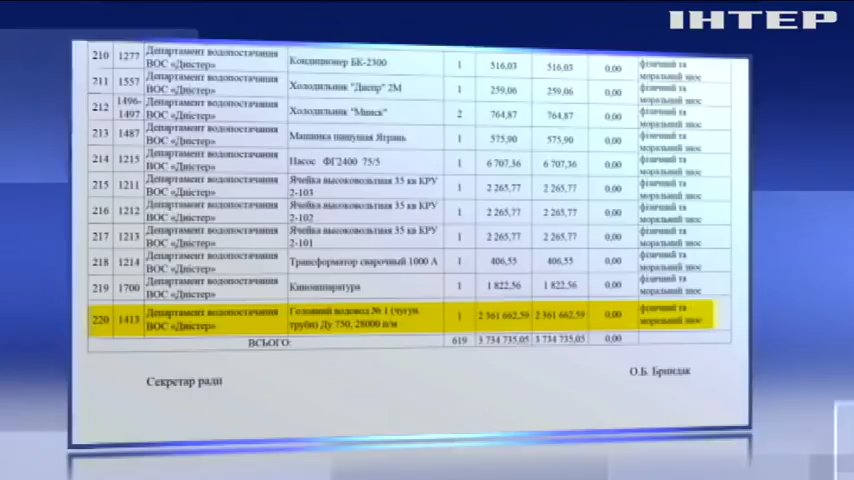 ІНТЕР
210 1277 Департамент водопостачання ВОС «Дністер» Кондиционер БК-2300 1 516,03 516,03 0,00 фізичний та моральний знос
211 1557 Департамент водопостачання ВОС «Дністер» Холодильник "Днепр" 2М 1 259,06 259,06 0,00 фізичний та моральний знос
212 1496-1497 Департамент водопостачання ВОС «Дністер» Холодильник "Минск" 2 764,87 764,87 0,00 фізичний та моральний знос
213 1487 Департамент водопостачання ВОС «Дністер» Машинка пишущая Ятрань 1 575,90 575,90 0,00 фізичний та моральний знос
214 1215 Департамент водопостачання ВОС «Дністер» Насос ФГ2400 75/5 1 6 707,36 6 707,36 0,00 фізичний та моральний знос
215 1211 Департамент водопостачання ВОС «Дністер» Ячейка высоковольтная 35 кв КРУ 2-103 1 2 265,77 2 265,77 0,00 фізичний та моральний знос
216 1212 Департамент водопостачання ВОС «Дністер» Ячейка высоковольтная 35 кв КРУ 2-102 1 2 265,77 2 265,77 0,00 фізичний та моральний знос
217 1213 Департамент водопостачання ВОС «Дністер» Ячейка высоковольтная 35 кв КРУ 2-101 1 2 265,77 2 265,77 0,00 фізичний та моральний знос
218 1214 Департамент водопостачання ВОС «Дністер» Трансформатор сварочный 1000 А 1 406,55 406,55 0,00 фізичний та моральний знос
219 1700 Департамент водопостачання ВОС «Дністер» Киноаппаратура 1 1 822,56 1 822,56 0,00 фізичний та моральний знос
220 1413 Департамент водопостачання ВОС «Дністер» Головний водовод № 1 (чугун. труби) Ду 750, 28000 п/м 1 2 361 662,59 2 361 662,59 0,00 фізичний та моральний знос
ВСЬОГО: 619 3 734 735,05 3 734 735,05 0,00
Секретар ради О.Б. Бриндак